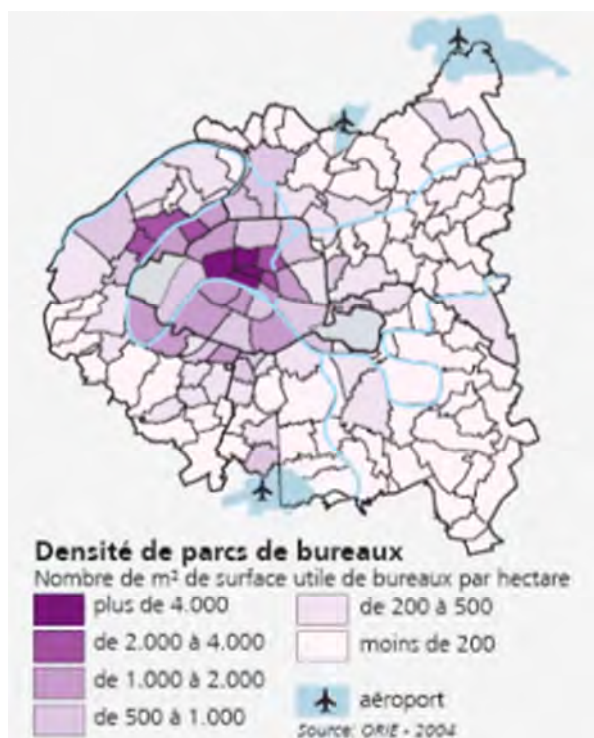 Densité de parcs de bureaux
Nombre de m² de surface utile de bureaux par hectare
plus de 4.000
de 2.000 à 4.000
de 1.000 à 2.000
de 500 à 1.000
de 200 à 500
moins de 200
aéroport
Source: ORIE - 2004